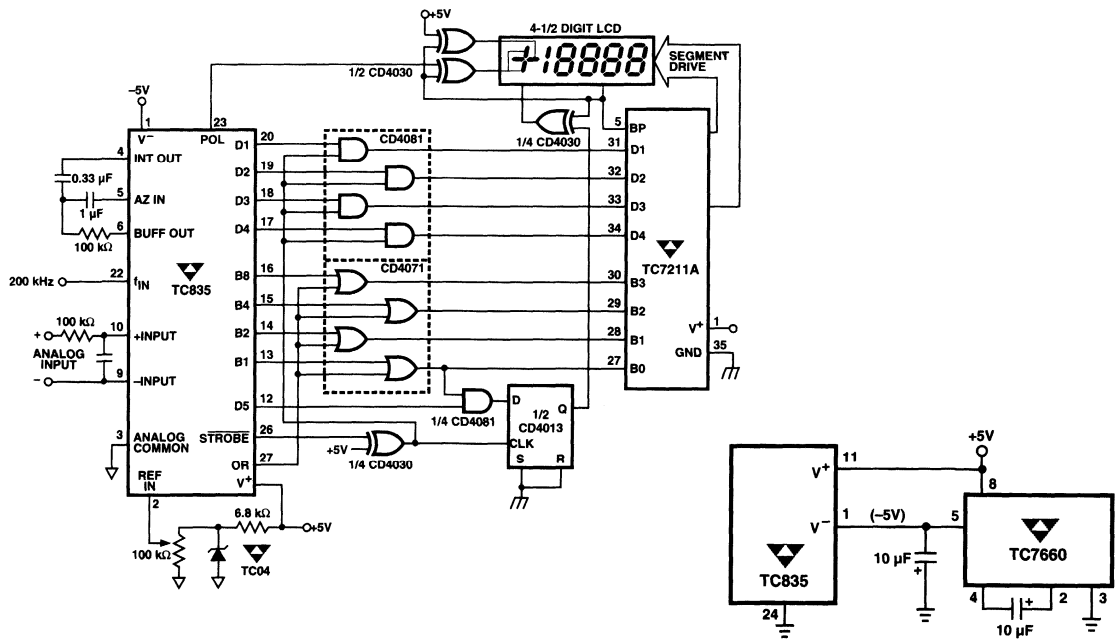 +5V
4-1/2 DIGIT LCD
+18888
SEGMENT
DRIVE
1/2 CD4030
1/4 CD4030
–5V
1
23
V–
POL
4
INT OUT
0.33 µF
5
AZ IN
1 µF
6
BUFF OUT
100 kΩ
200 kHz
22
fIN
TC835
100 kΩ
+
10
+INPUT
ANALOG
INPUT
–
9
–INPUT
3
ANALOG
COMMON
REF
IN
2
100 kΩ
D1
20
D2
19
D3
18
D4
17
B8
16
B4
15
B2
14
B1
13
D5
12
STROBE
26
OR
27
V+
6.8 kΩ
+5V
TC04
CD4081
CD4071
1/4 CD4081
+5V
1/4 CD4030
D
Q
1/2
CD4013
CLK
S
R
5
BP
31
D1
32
D2
33
D3
34
D4
TC7211A
30
B3
29
B2
28
B1
27
B0
V+
1
GND
35
V+
11
+5V
8
V–
1
(–5V)
5
TC835
24
10 µF
+
TC7660
4
2
3
+
10 µF